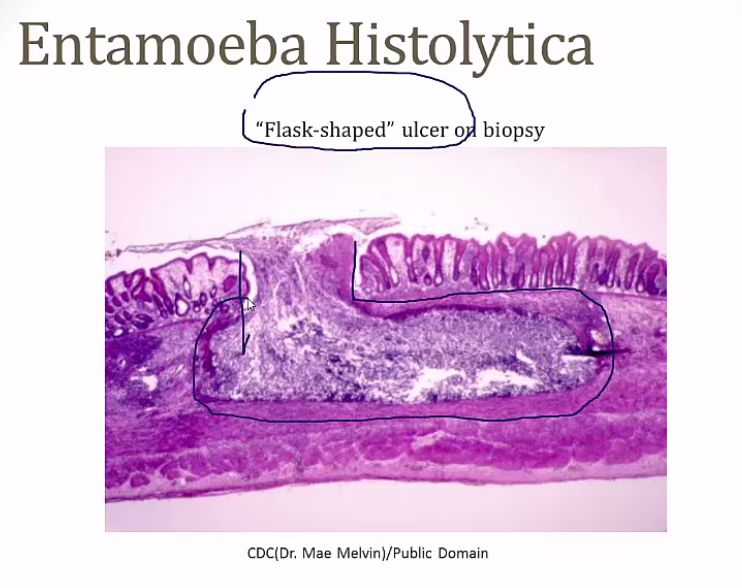 Entamoeba Histolytica
“Flask-shaped” ulcer on biopsy
CDC(Dr. Mae Melvin)/Public Domain